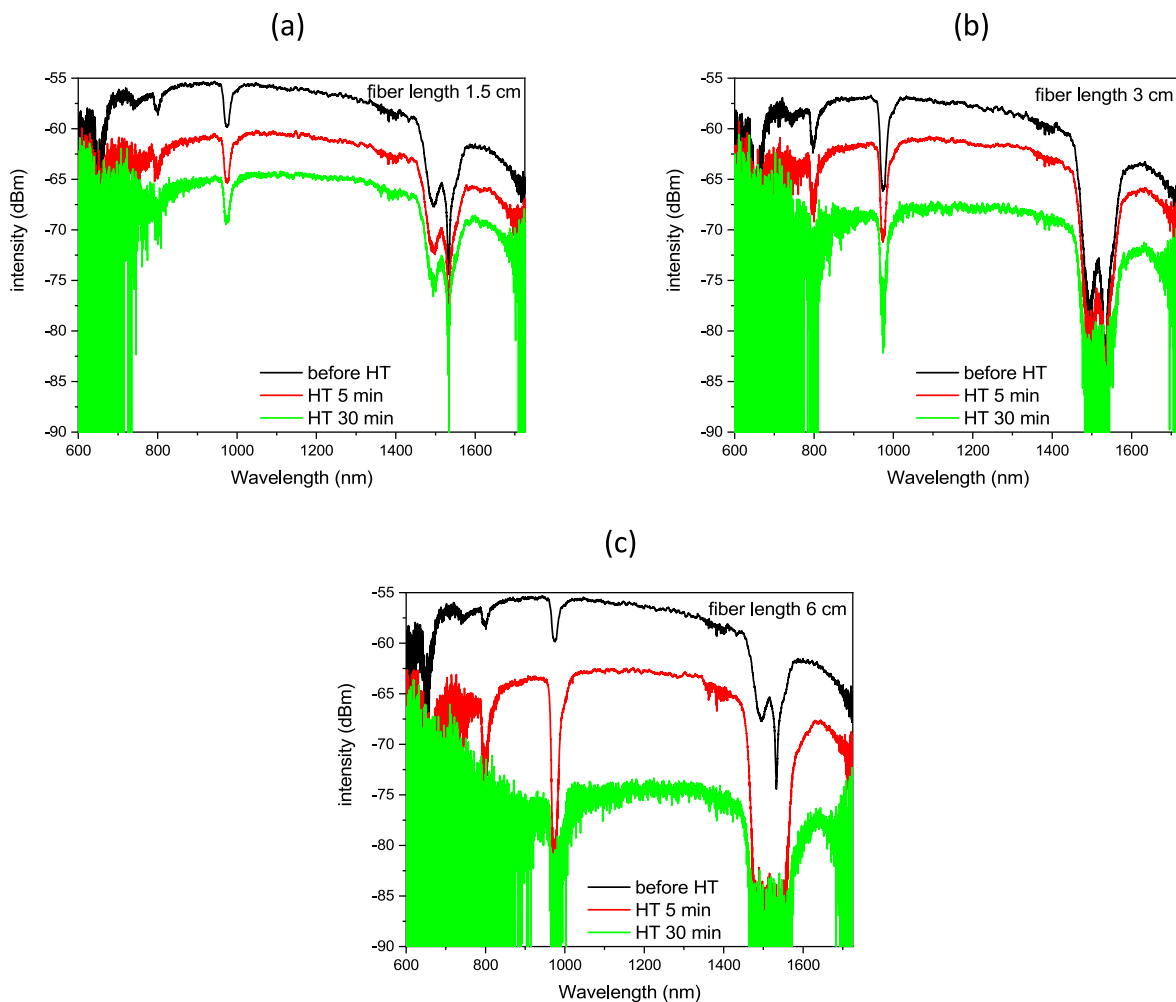 (a)
fiber length 1.5 cm
-55
-60
-65
-70
-75
-80
-85
-90
intensity (dBm)
before HT
HT 5 min
HT 30 min
600 800 1000 1200 1400 1600
Wavelength (nm)
(b)
fiber length 3 cm
-55
-60
-65
-70
-75
-80
-85
-90
intensity (dBm)
before HT
HT 5 min
HT 30 min
600 800 1000 1200 1400 1600
Wavelength (nm)
(c)
fiber length 6 cm
-55
-60
-65
-70
-75
-80
-85
-90
intensity (dBm)
before HT
HT 5 min
HT 30 min
600 800 1000 1200 1400 1600
Wavelength (nm)